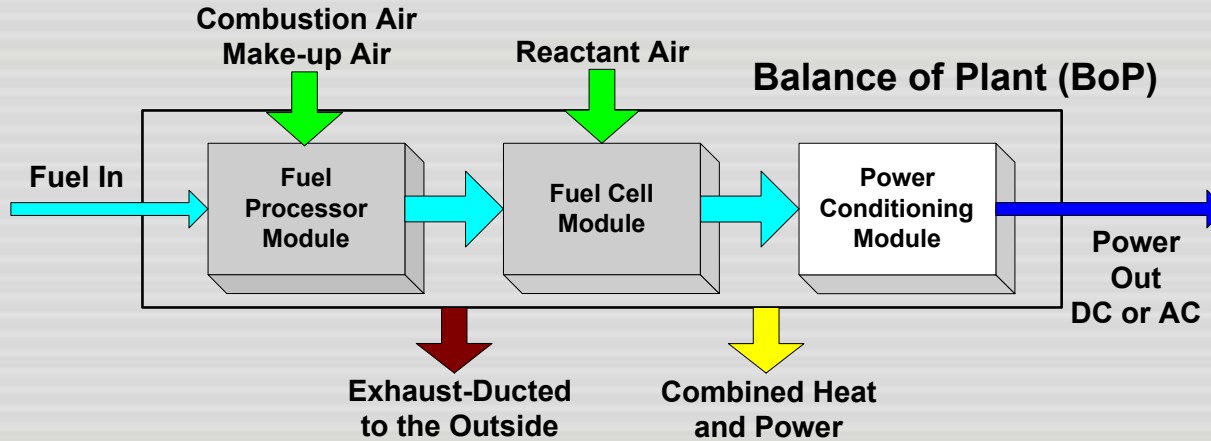 Combustion Air
Make-up Air
Reactant Air
Balance of Plant (BoP)
Fuel In
Fuel
Processor
Module
Fuel Cell
Module
Power
Conditioning
Module
Power
Out
DC or AC
Exhaust-Ducted
to the Outside
Combined Heat
and Power